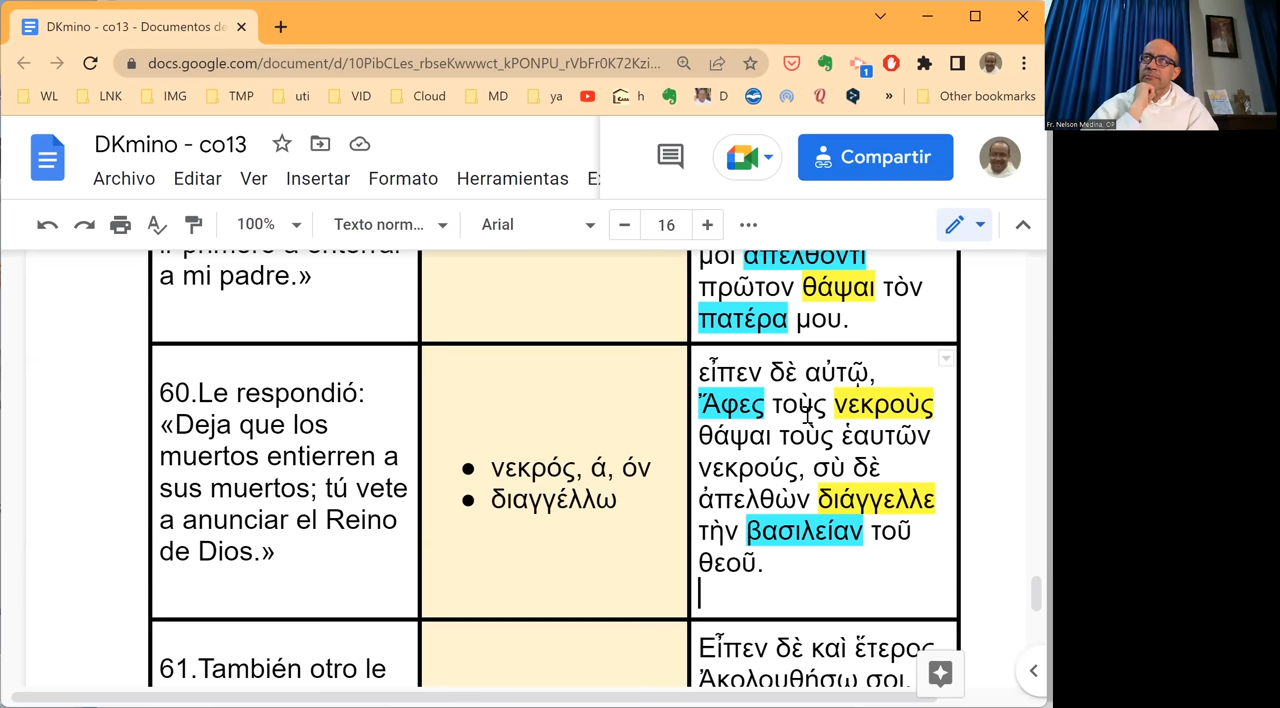 DKmino - co13 - Documentos de
docs.google.com/document/d/10PibCLes_rbseKwwwct_kPONPU_rVbFr0K72Kzi...
WL LNK IMG TMP uti VID Cloud MD ya h D » Other bookmarks
1
Fr. Nelson Medina, OP
DKmino - co13
Compartir
Archivo Editar Ver Insertar Formato Herramientas
100% Texto norm... Arial 16
a mi padre.»
μοι ἀπελθόντι
πρῶτον θάψαι τὸν
πατέρα μου.
60.Le respondió:
«Deja que los
muertos entierren a
sus muertos; tú vete
a anunciar el Reino
de Dios.»
● νεκρός, ά, όν
● διαγγέλλω
εἶπεν δὲ αὐτῷ,
Ἄφες τοὺς νεκροὺς
θάψαι τοὺς ἑαυτῶν
νεκρούς, σὺ δὲ
ἀπελθὼν διάγγελλε
τὴν βασιλείαν τοῦ
θεοῦ.
61.También otro le
Εἶπεν δὲ καὶ ἕτερος,
Ἀκολουθήσω σοι,